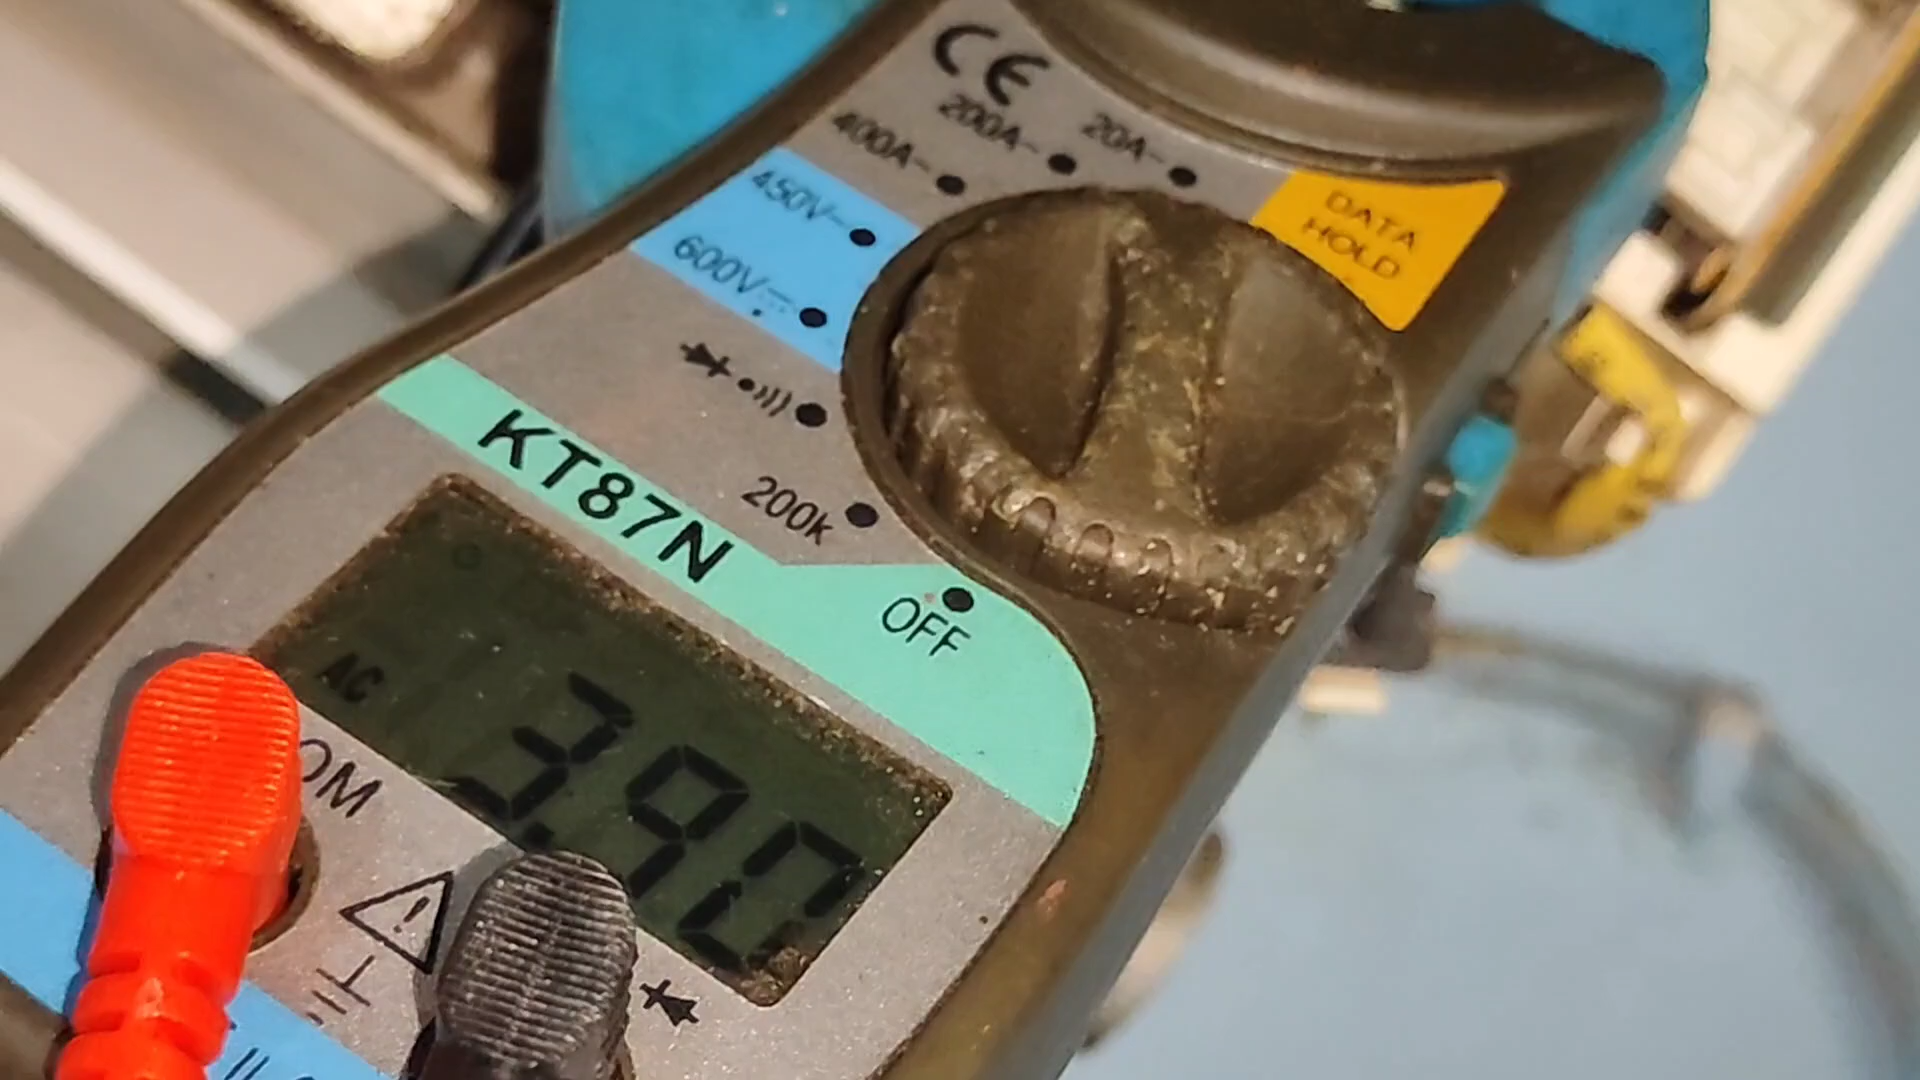 CE
20A~
200A~
400A~
450V~
600V⎓
DATA
HOLD
KT87N
200k
OFF
AC
3.90
OM